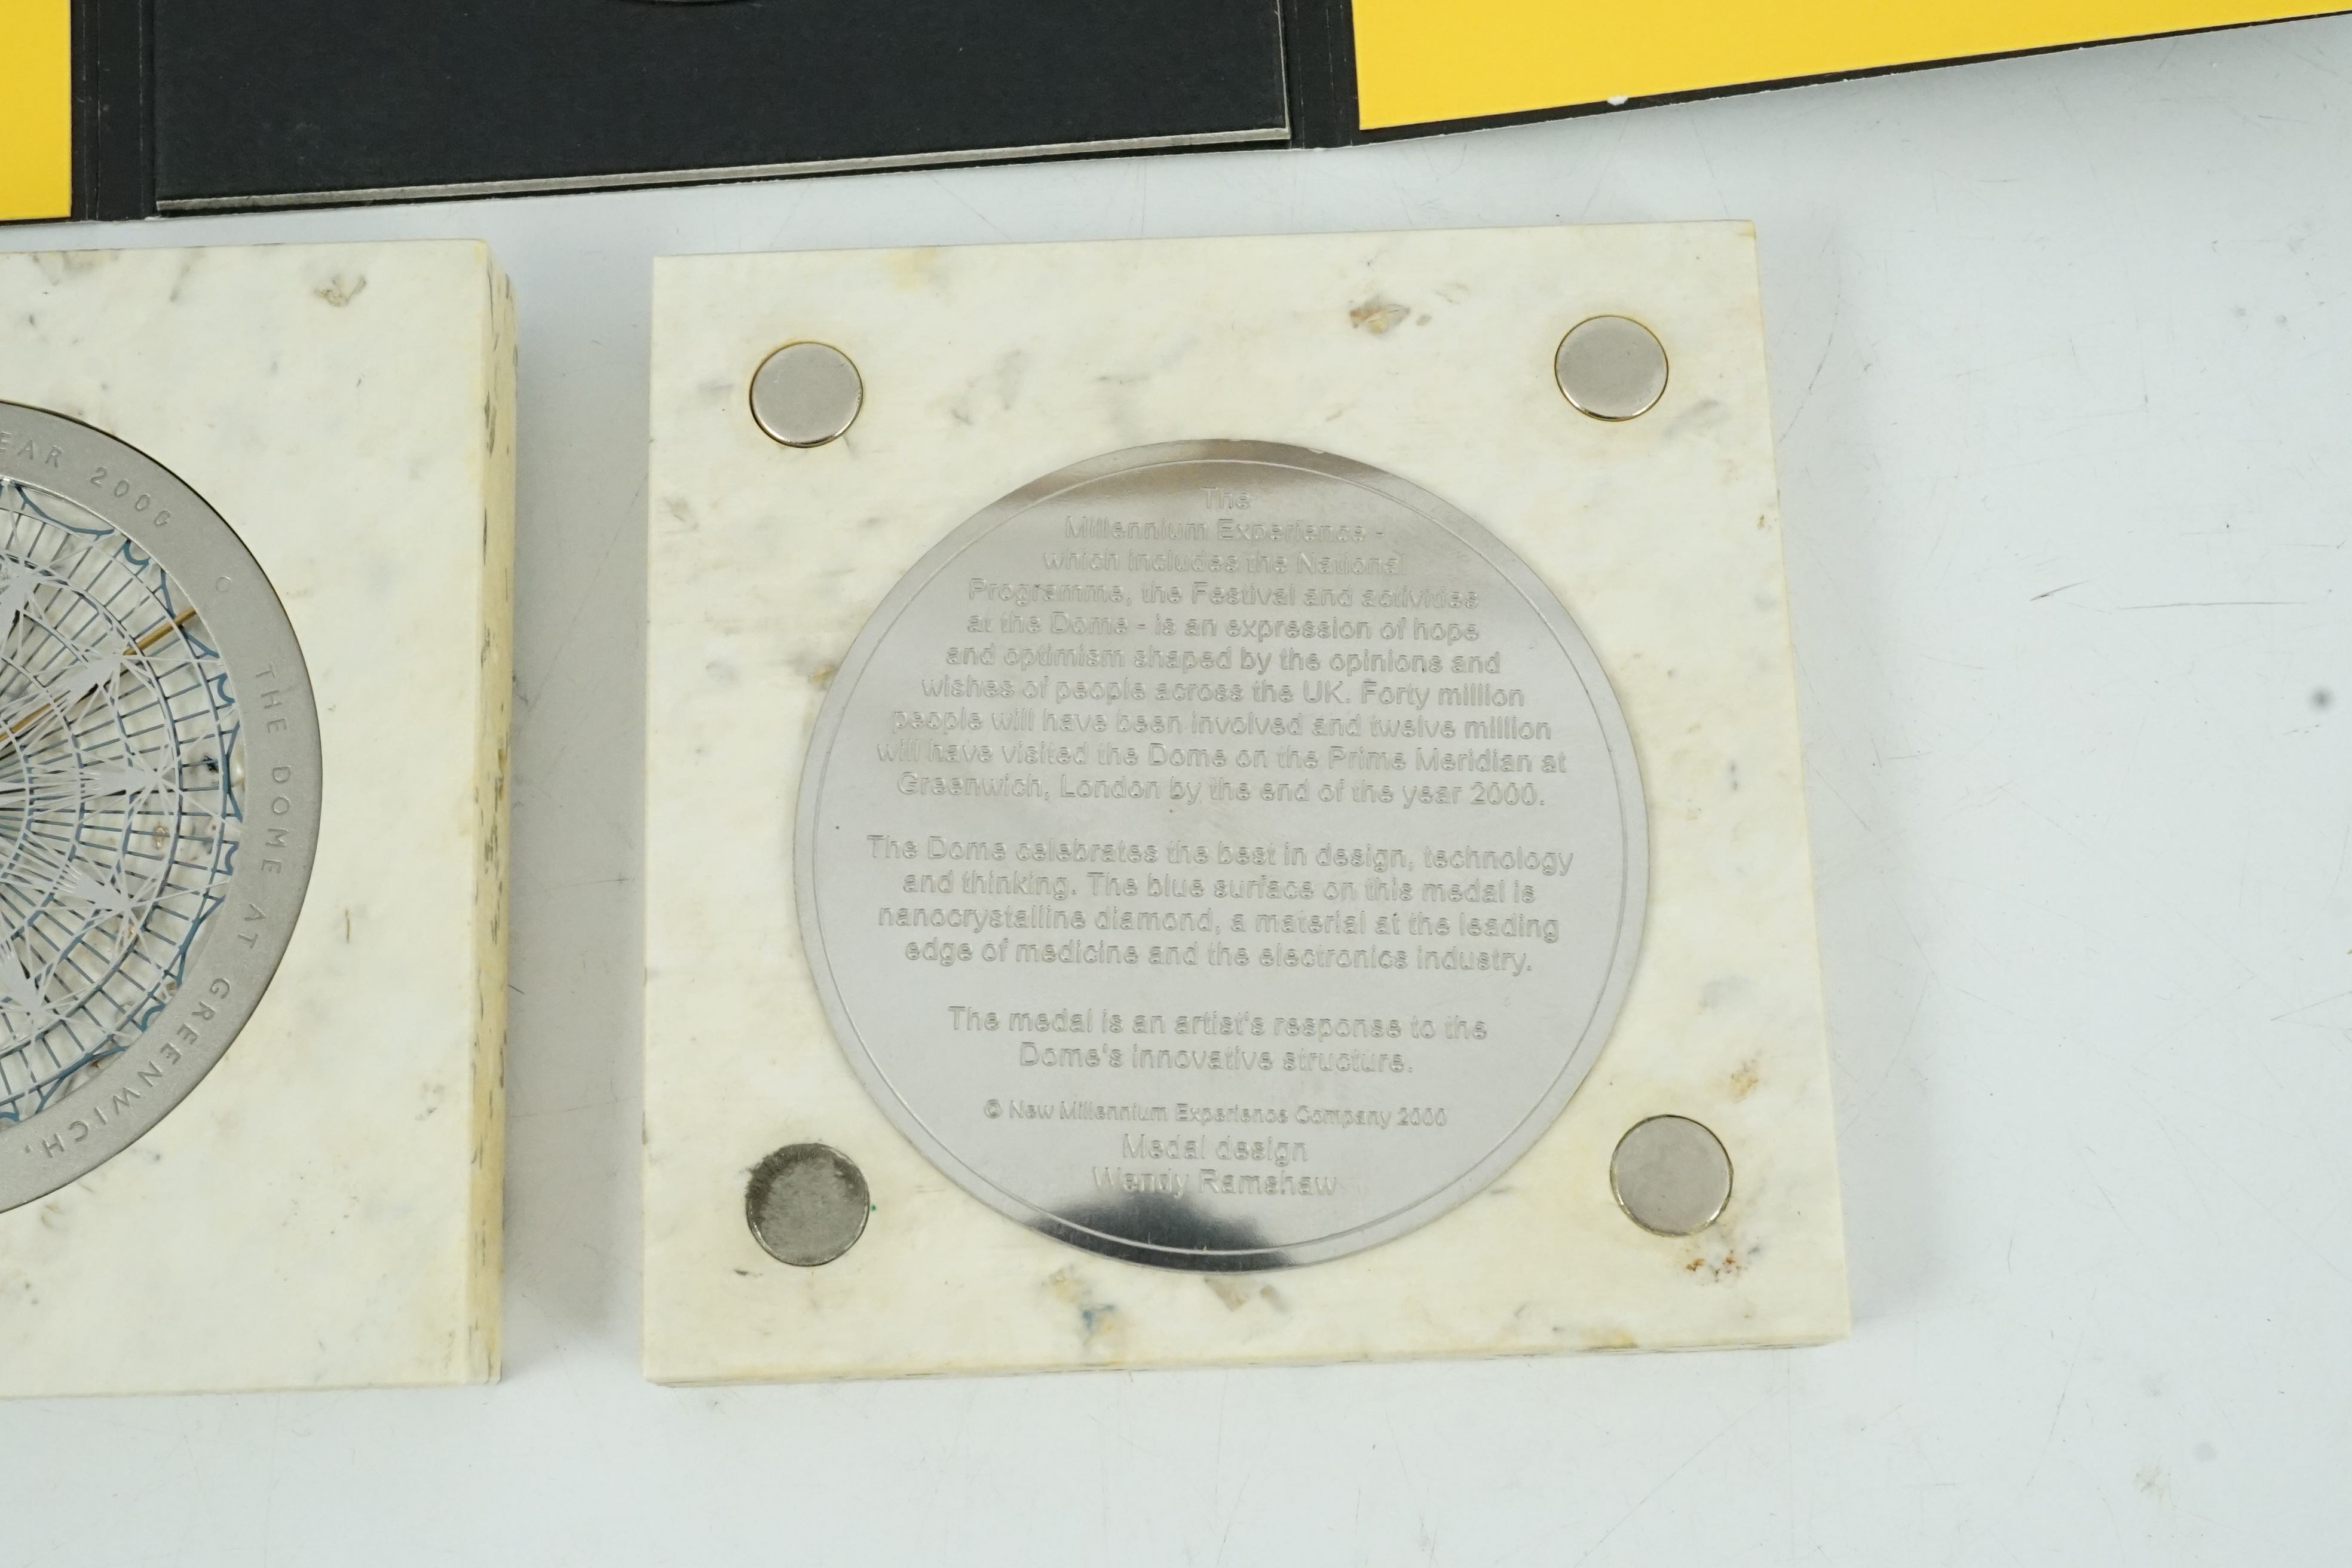 EAR 2000
THE DOME AT GREENWICH,
The
Millennium Experience -
which includes the National
Programme, the Festival and activities
at the Dome - is an expression of hope
and optimism shaped by the opinions and
wishes of people across the UK. Forty million
people will have been involved and twelve million
will have visited the Dome on the Prime Meridian at
Greenwich, London by the end of the year 2000.
The Dome celebrates the best in design, technology
and thinking. The blue surface on this medal is
nanocrystalline diamond, a material at the leading
edge of medicine and the electronics industry.
The medal is an artist's response to the
Dome's innovative structure.
© New Millennium Experience Company 2000
Medal design
Wendy Ramshaw